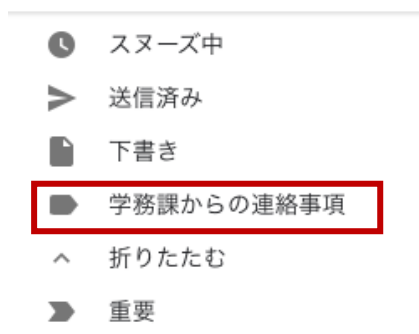 スヌーズ中
送信済み
下書き
学務課からの連絡事項
折りたたむ
重要